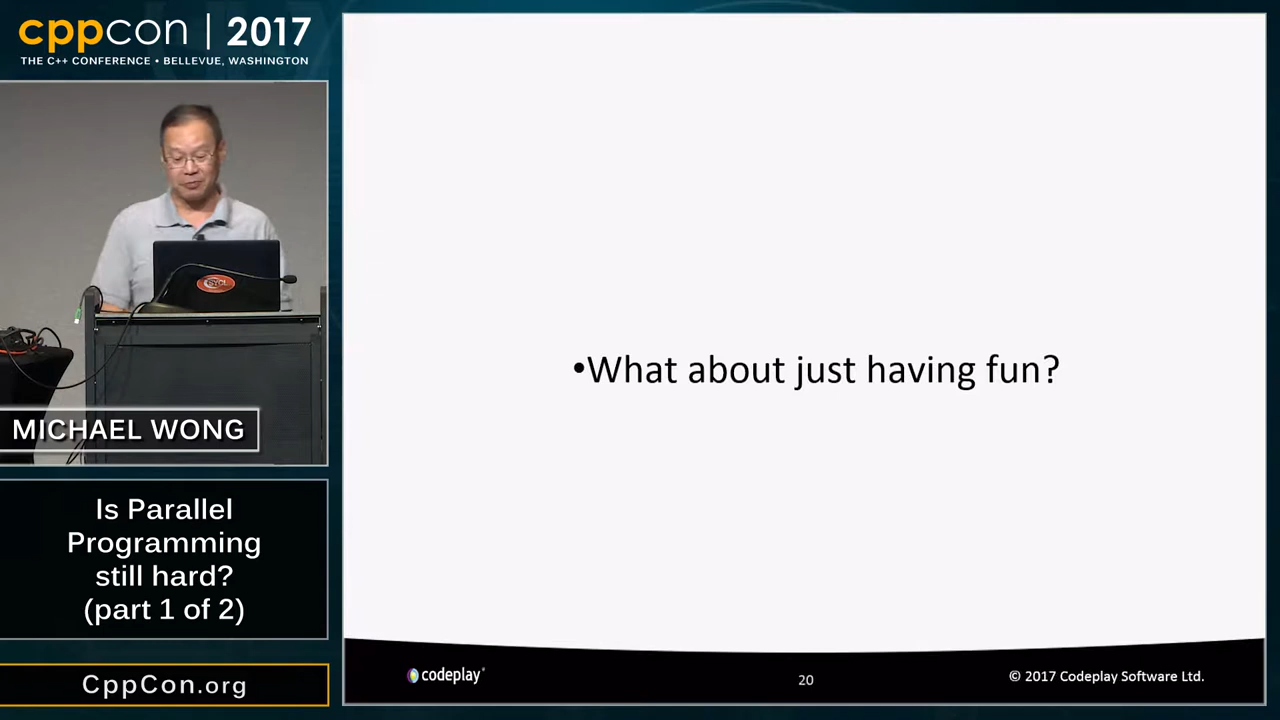 cppcon | 2017
THE C++ CONFERENCE • BELLEVUE, WASHINGTON
SYCL
MICHAEL WONG
Is Parallel
Programming
still hard?
(part 1 of 2)
CppCon.org
•What about just having fun?
codeplay®
20
© 2017 Codeplay Software Ltd.